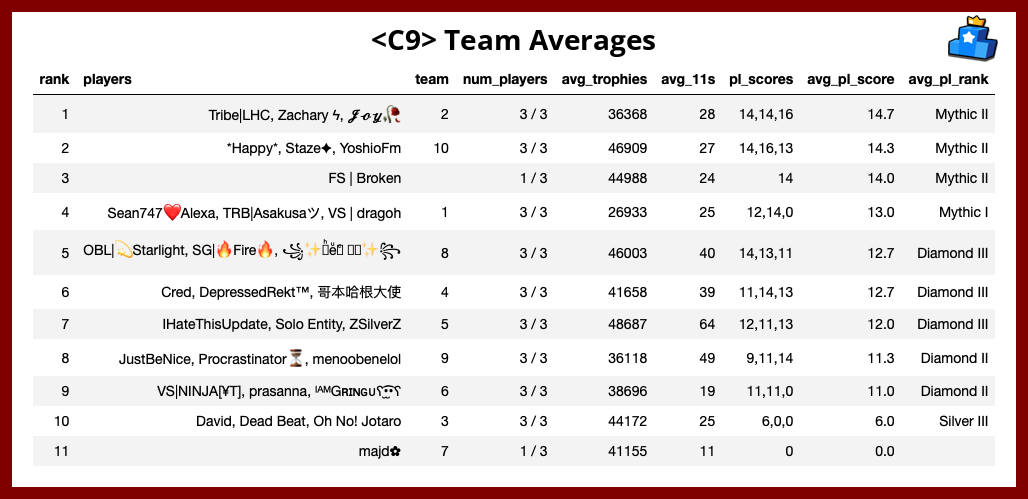 <C9> Team Averages
rank players team num_players avg_trophies avg_11s pl_scores avg_pl_score avg_pl_rank
1 Tribe|LHC, Zachary ϟ, 𝓙𝓸𝔂🥀 2 3 / 3 36368 28 14,14,16 14.7 Mythic II
2 *Happy*, Staze✦, YoshioFm 10 3 / 3 46909 27 14,16,13 14.3 Mythic II
3 FS | Broken 1 / 3 44988 24 14 14.0 Mythic II
4 Sean747❤️Alexa, TRB|Asakusaツ, VS | dragoh 1 3 / 3 26933 25 12,14,0 13.0 Mythic I
5 OBL|💫Starlight, SG|🔥Fire🔥, ꧁✨ ✨꧂ 8 3 / 3 46003 40 14,13,11 12.7 Diamond III
6 Cred, DepressedRekt™, 哥本哈根大使 4 3 / 3 41658 39 11,14,13 12.7 Diamond III
7 IHateThisUpdate, Solo Entity, ZSilverZ 5 3 / 3 48687 64 12,11,13 12.0 Diamond III
8 JustBeNice, Procrastinator⏳, menoobenelol 9 3 / 3 36118 49 9,11,14 11.3 Diamond II
9 VS|NINJA[¥T], prasanna, ᴵᴬᴹGʀɪɴɢᴜ 6 3 / 3 38696 19 11,11,0 11.0 Diamond II
10 David, Dead Beat, Oh No! Jotaro 3 3 / 3 44172 25 6,0,0 6.0 Silver III
11 majd✿ 7 1 / 3 41155 11 0 0.0